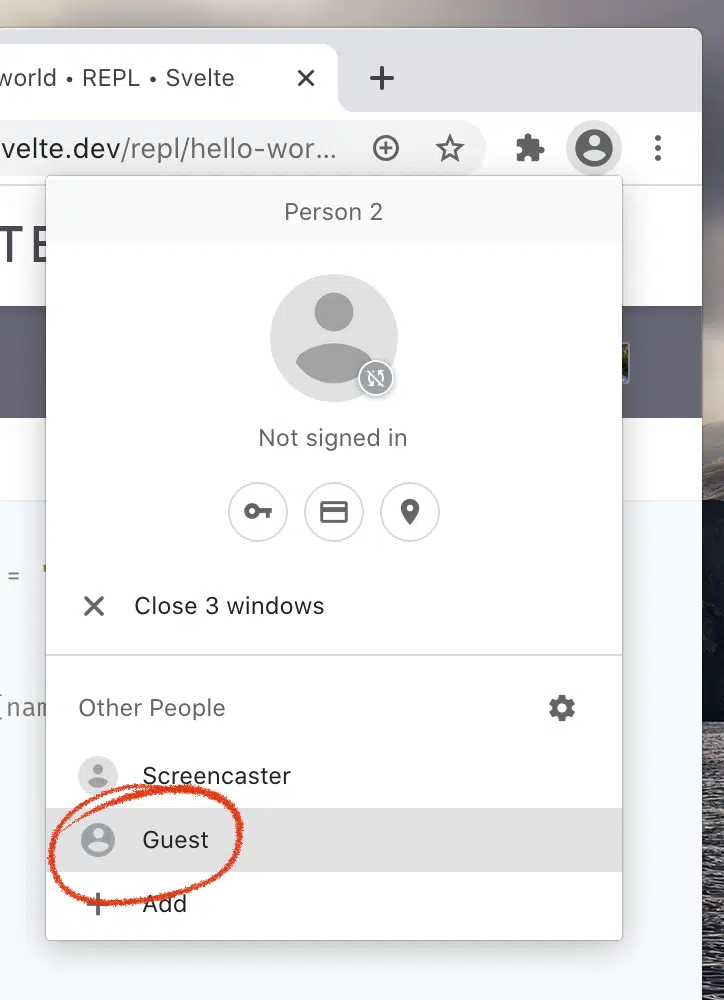 world • REPL • Svelte
velte.dev/repl/hello-wor...
TE
Person 2
Not signed in
= '
Close 3 windows
{nam
Other People
Screencaster
Guest
Add